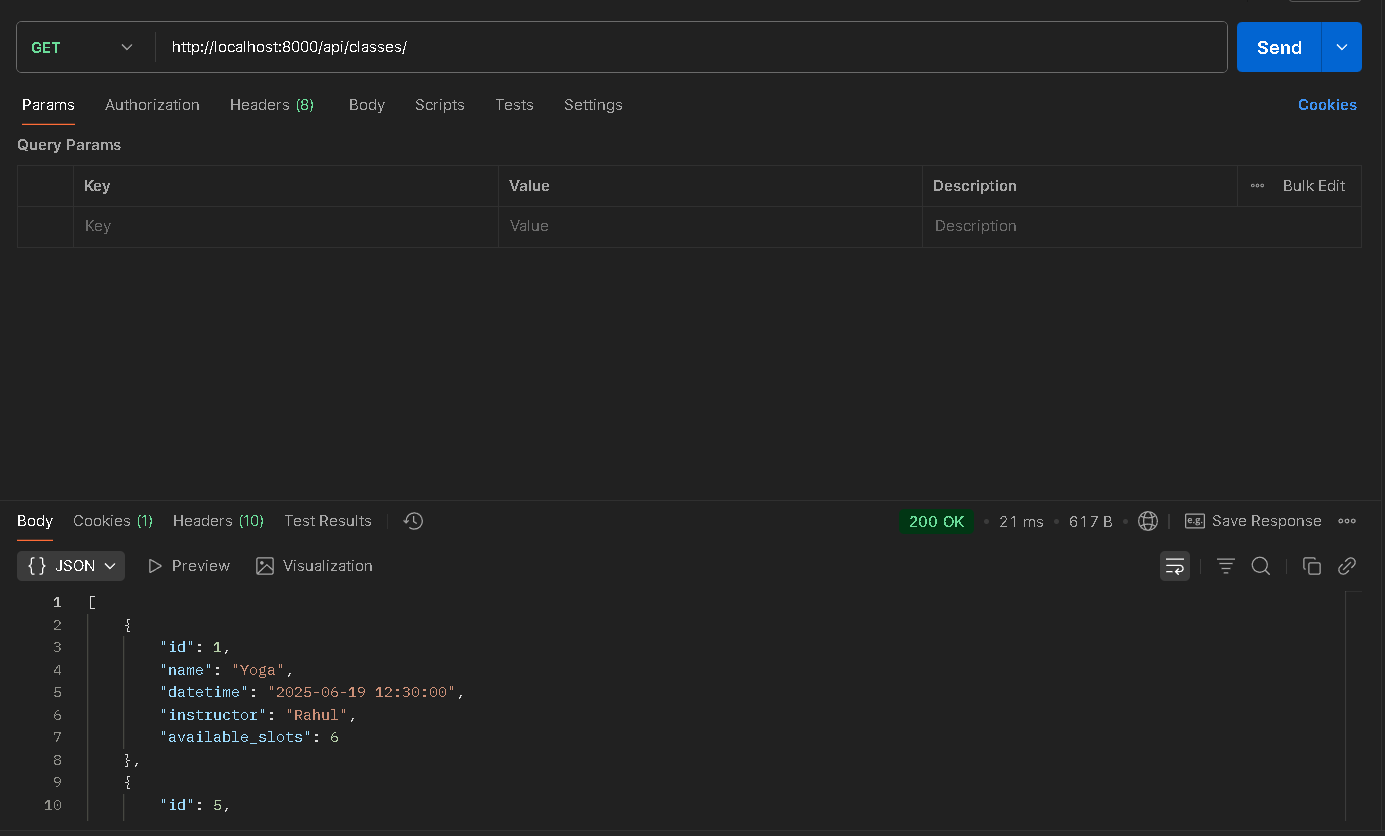 GET http://localhost:8000/api/classes/ Send
Params Authorization Headers (8) Body Scripts Tests Settings Cookies
Query Params
Key Value Description Bulk Edit
Key Value Description
Body Cookies (1) Headers (10) Test Results 200 OK 21 ms 617 B e.g. Save Response
{} JSON Preview Visualization
1 [
2 {
3 "id": 1,
4 "name": "Yoga",
5 "datetime": "2025-06-19 12:30:00",
6 "instructor": "Rahul",
7 "available_slots": 6
8 },
9 {
10 "id": 5,